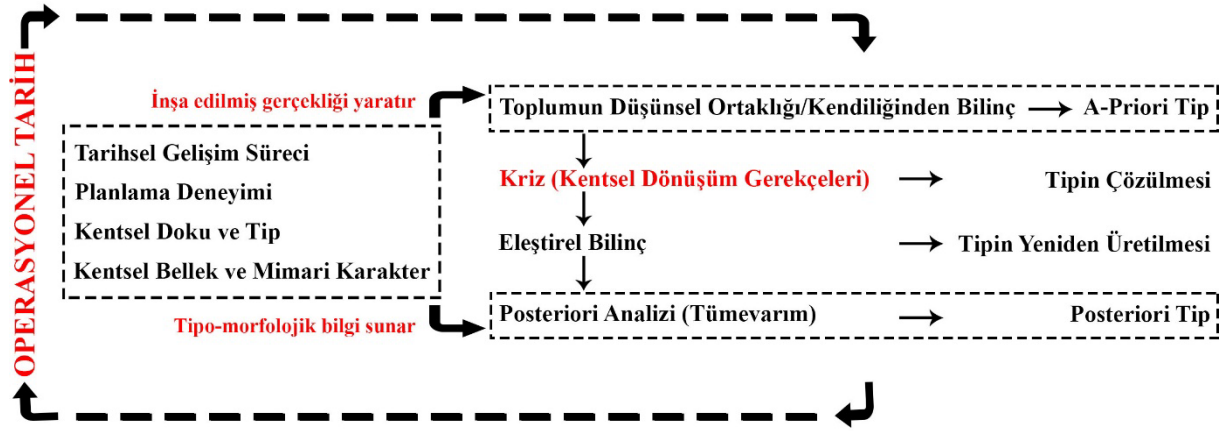 OPERASYONEL TARİH
İnşa edilmiş gerçekliği yaratır
Tarihsel Gelişim Süreci
Planlama Deneyimi
Kentsel Doku ve Tip
Kentsel Bellek ve Mimari Karakter
Tipo-morfolojik bilgi sunar
Toplumun Düşünsel Ortaklığı/Kendiliğinden Bilinç → A-Priori Tip
Kriz (Kentsel Dönüşüm Gerekçeleri) → Tipin Çözülmesi
Eleştirel Bilinç → Tipin Yeniden Üretilmesi
Posteriori Analizi (Tümevarım) → Posteriori Tip